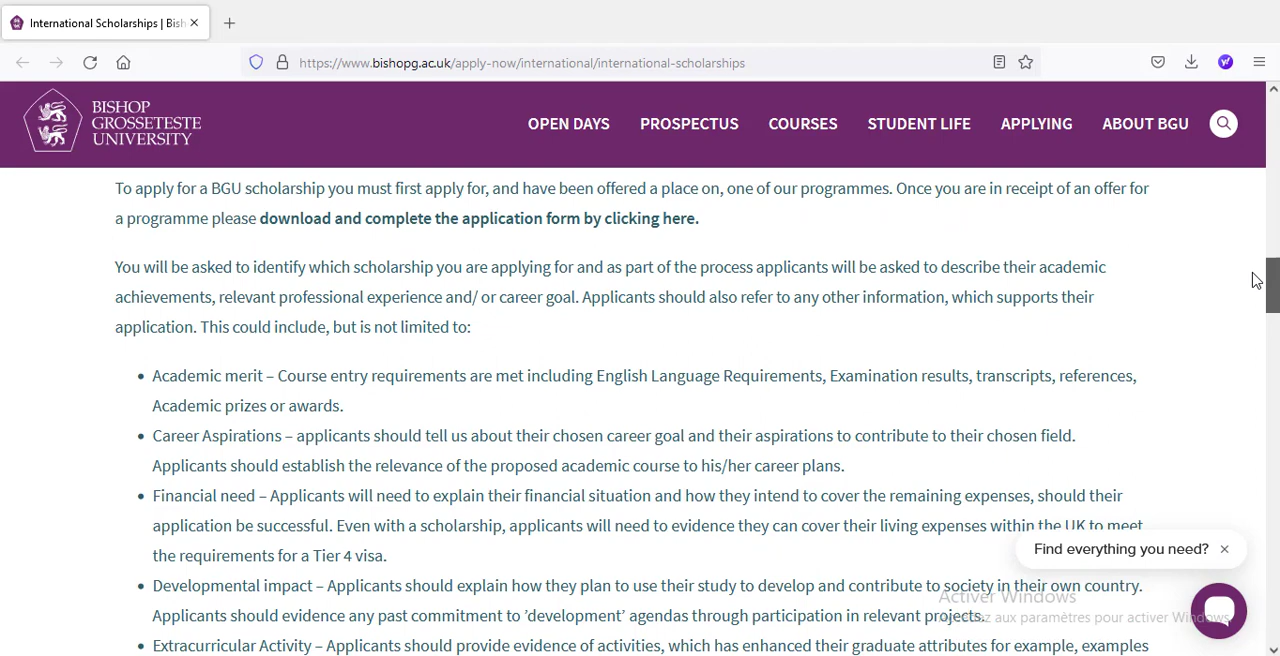 International Scholarships | Bish
https://www.bishopg.ac.uk/apply-now/international/international-scholarships
BISHOP
GROSSETESTE
UNIVERSITY
OPEN DAYS
PROSPECTUS
COURSES
STUDENT LIFE
APPLYING
ABOUT BGU
To apply for a BGU scholarship you must first apply for, and have been offered a place on, one of our programmes. Once you are in receipt of an offer for
a programme please download and complete the application form by clicking here.
You will be asked to identify which scholarship you are applying for and as part of the process applicants will be asked to describe their academic
achievements, relevant professional experience and/ or career goal. Applicants should also refer to any other information, which supports their
application. This could include, but is not limited to:
• Academic merit – Course entry requirements are met including English Language Requirements, Examination results, transcripts, references,
Academic prizes or awards.
• Career Aspirations – applicants should tell us about their chosen career goal and their aspirations to contribute to their chosen field.
Applicants should establish the relevance of the proposed academic course to his/her career plans.
• Financial need – Applicants will need to explain their financial situation and how they intend to cover the remaining expenses, should their
application be successful. Even with a scholarship, applicants will need to evidence they can cover their living expenses within the UK to meet
the requirements for a Tier 4 visa.
Find everything you need?
• Developmental impact – Applicants should explain how they plan to use their study to develop and contribute to society in their own country.
Activer Windows
Applicants should evidence any past commitment to 'development' agendas through participation in relevant projects.
aux paramètres pour activer Windows.
• Extracurricular Activity – Applicants should provide evidence of activities, which has enhanced their graduate attributes for example, examples